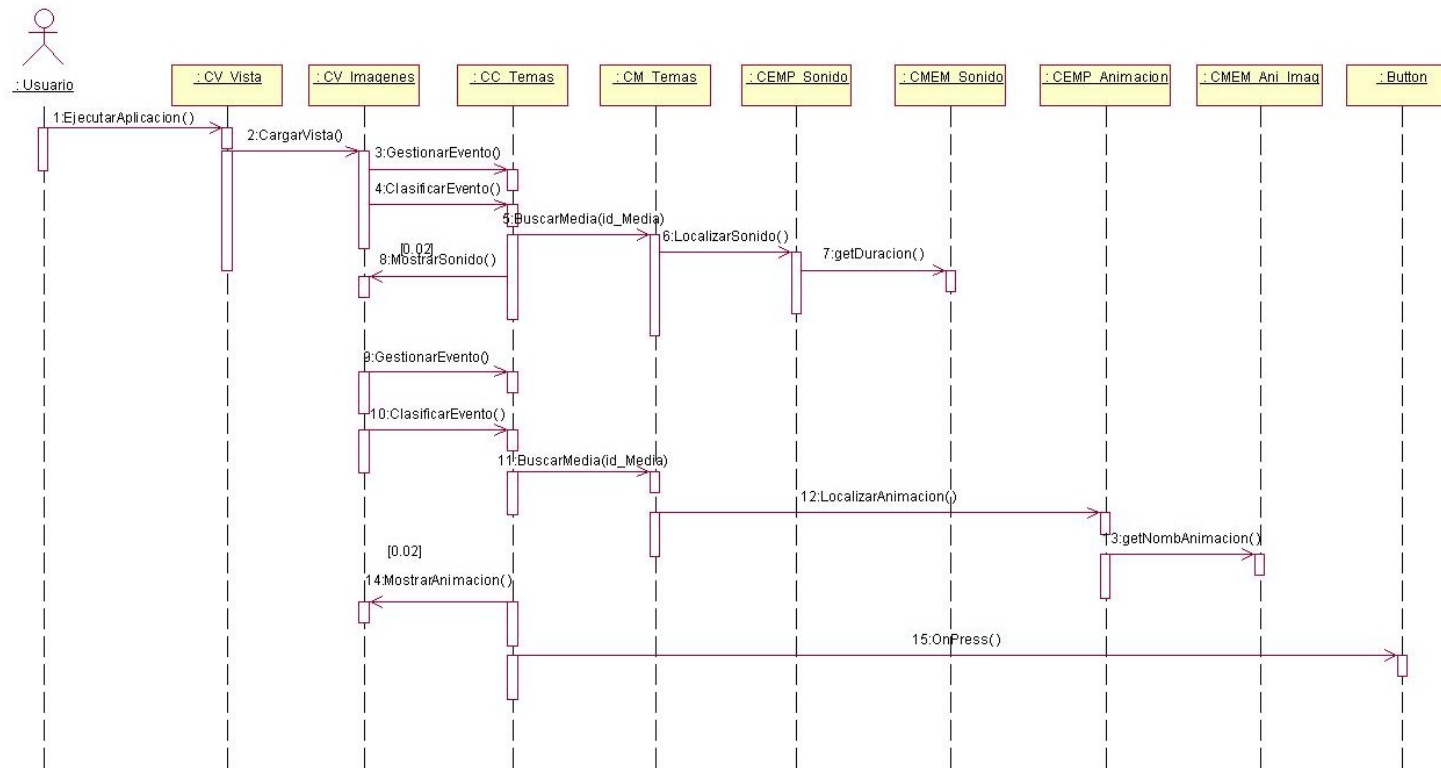 : Usuario
: CV_Vista
: CV_Imagenes
: CC_Temas
: CM_Temas
: CEMP_Sonido
: CMEM_Sonido
: CEMP_Animacion
: CMEM_Ani_Imag
: Button
1:EjecutarAplicacion()
2:CargarVista()
3:GestionarEvento()
4:ClasificarEvento()
5:BuscarMedia(id_Media)
6:LocalizarSonido()
7:getDuracion()
[0.02]
8:MostrarSonido()
9:GestionarEvento()
10:ClasificarEvento()
11:BuscarMedia(id_Media)
12:LocalizarAnimacion()
13:getNombAnimacion()
[0.02]
14:MostrarAnimacion()
15:OnPress()